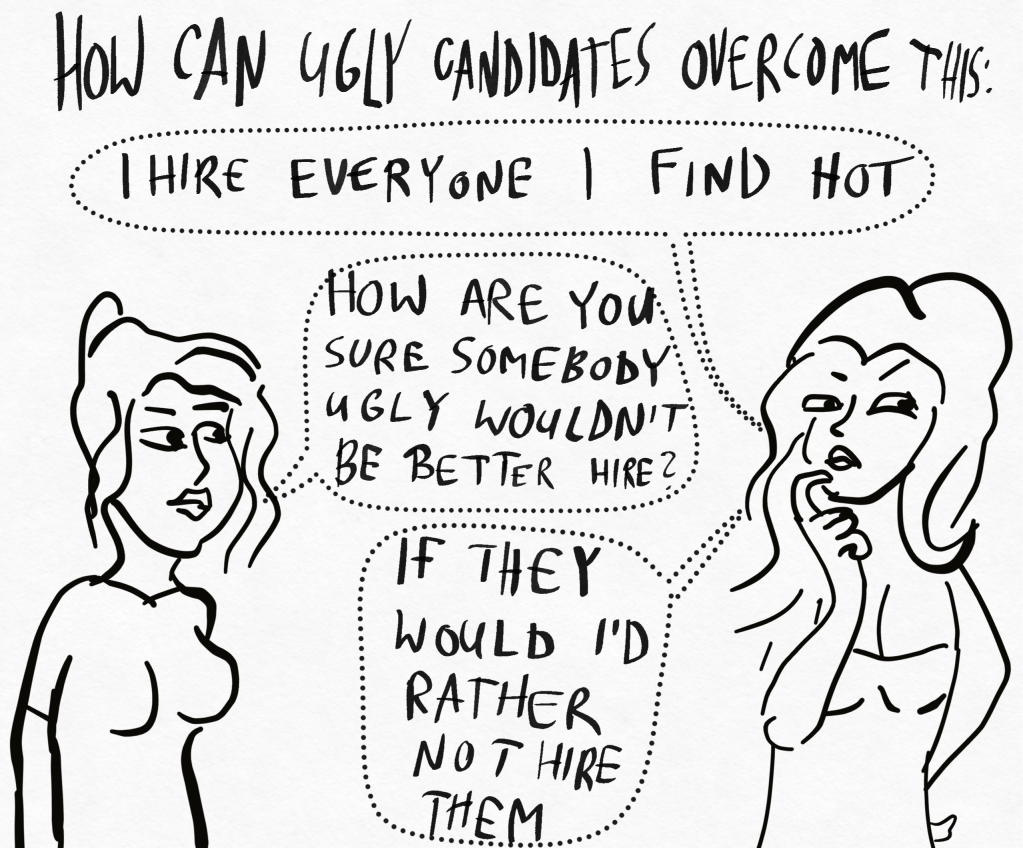 HOW CAN UGLY CANDIDATES OVERCOME THIS:
I HIRE EVERYONE I FIND HOT
HOW ARE YOU
SURE SOMEBODY
UGLY WOULDN'T
BE BETTER HIRE?
IF THEY
WOULD I'D
RATHER
NOT HIRE
THEM